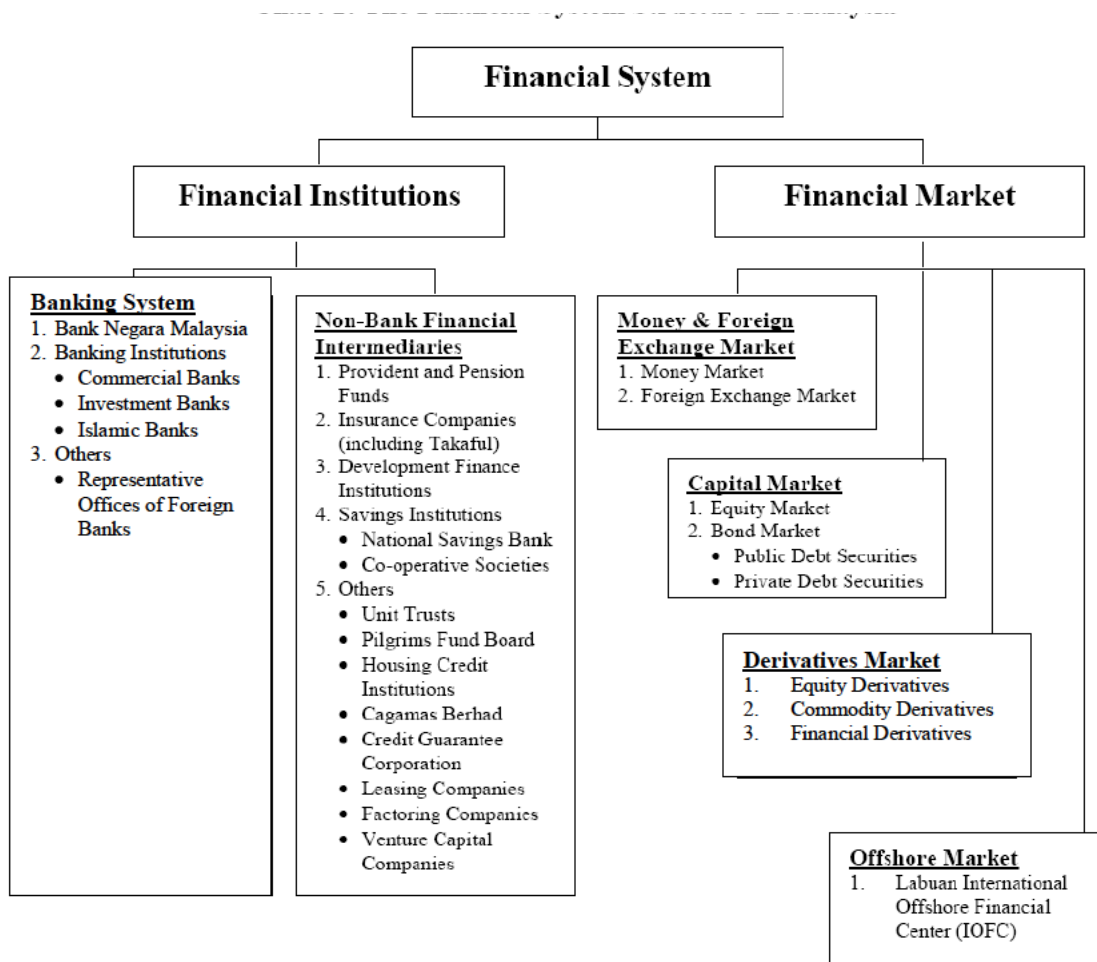 Financial System
Financial Institutions
Financial Market
Banking System
1. Bank Negara Malaysia
2. Banking Institutions
• Commercial Banks
• Investment Banks
• Islamic Banks
3. Others
• Representative
Offices of Foreign
Banks
Non-Bank Financial
Intermediaries
1. Provident and Pension
Funds
2. Insurance Companies
(including Takaful)
3. Development Finance
Institutions
4. Savings Institutions
• National Savings Bank
• Co-operative Societies
5. Others
• Unit Trusts
• Pilgrims Fund Board
• Housing Credit
Institutions
• Cagamas Berhad
• Credit Guarantee
Corporation
• Leasing Companies
• Factoring Companies
• Venture Capital
Companies
Money & Foreign
Exchange Market
1. Money Market
2. Foreign Exchange Market
Capital Market
1. Equity Market
2. Bond Market
• Public Debt Securities
• Private Debt Securities
Derivatives Market
1. Equity Derivatives
2. Commodity Derivatives
3. Financial Derivatives
Offshore Market
1. Labuan International
Offshore Financial
Center (IOFC)